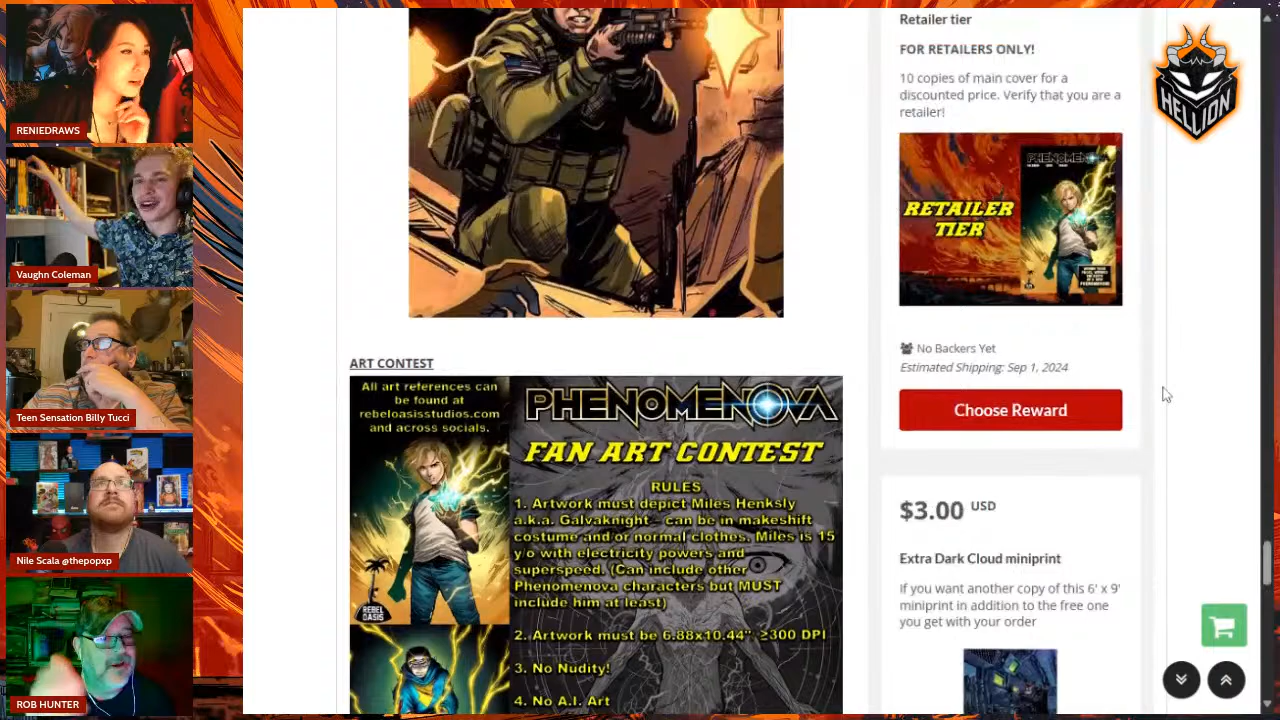 RENIEDRAWS
Vaughn Coleman
Teen Sensation Billy Tucci
Nile Scala @thepopxp
ROB HUNTER
ART CONTEST
All art references can
be found at
rebeloasisstudios.com
and across socials.
REBEL
OASIS
PHENOMENOVA
FAN ART CONTEST
RULES
1. Artwork must depict Miles Henksly
a.k.a. Galvaknight - can be in makeshift
costume and/or normal clothes. Miles is 15
y/o with electricity powers and
superspeed. (Can include other
Phenomenova characters but MUST
include him at least)
2. Artwork must be 6.88x10.44" ≥300 DPI
3. No Nudity!
4. No A.I. Art
Retailer tier
FOR RETAILERS ONLY!
10 copies of main cover for a
discounted price. Verify that you are a
retailer!
RETAILER
TIER
PHENOMENOVA
No Backers Yet
Estimated Shipping: Sep 1, 2024
Choose Reward
$3.00 USD
Extra Dark Cloud miniprint
If you want another copy of this 6' x 9'
miniprint in addition to the free one
you get with your order
HELLION